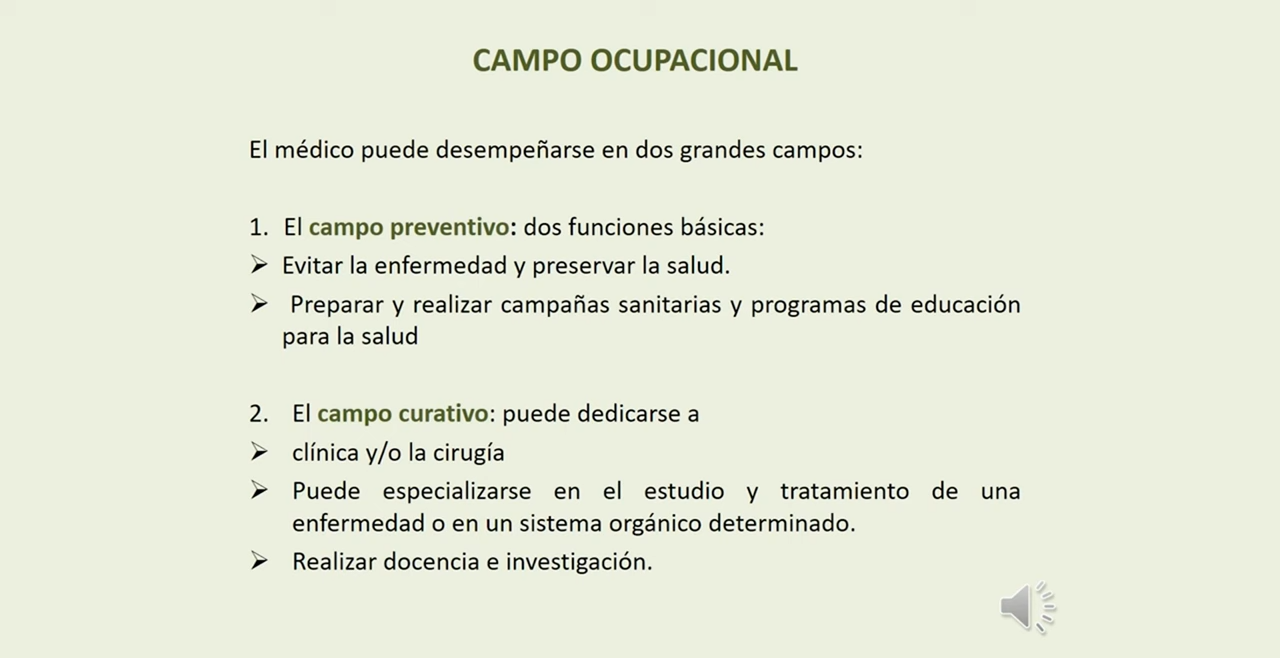 CAMPO OCUPACIONAL
El médico puede desempeñarse en dos grandes campos:
1. El campo preventivo: dos funciones básicas:
➢ Evitar la enfermedad y preservar la salud.
➢ Preparar y realizar campañas sanitarias y programas de educación
para la salud
2. El campo curativo: puede dedicarse a
➢ clínica y/o la cirugía
➢ Puede especializarse en el estudio y tratamiento de una
enfermedad o en un sistema orgánico determinado.
➢ Realizar docencia e investigación.